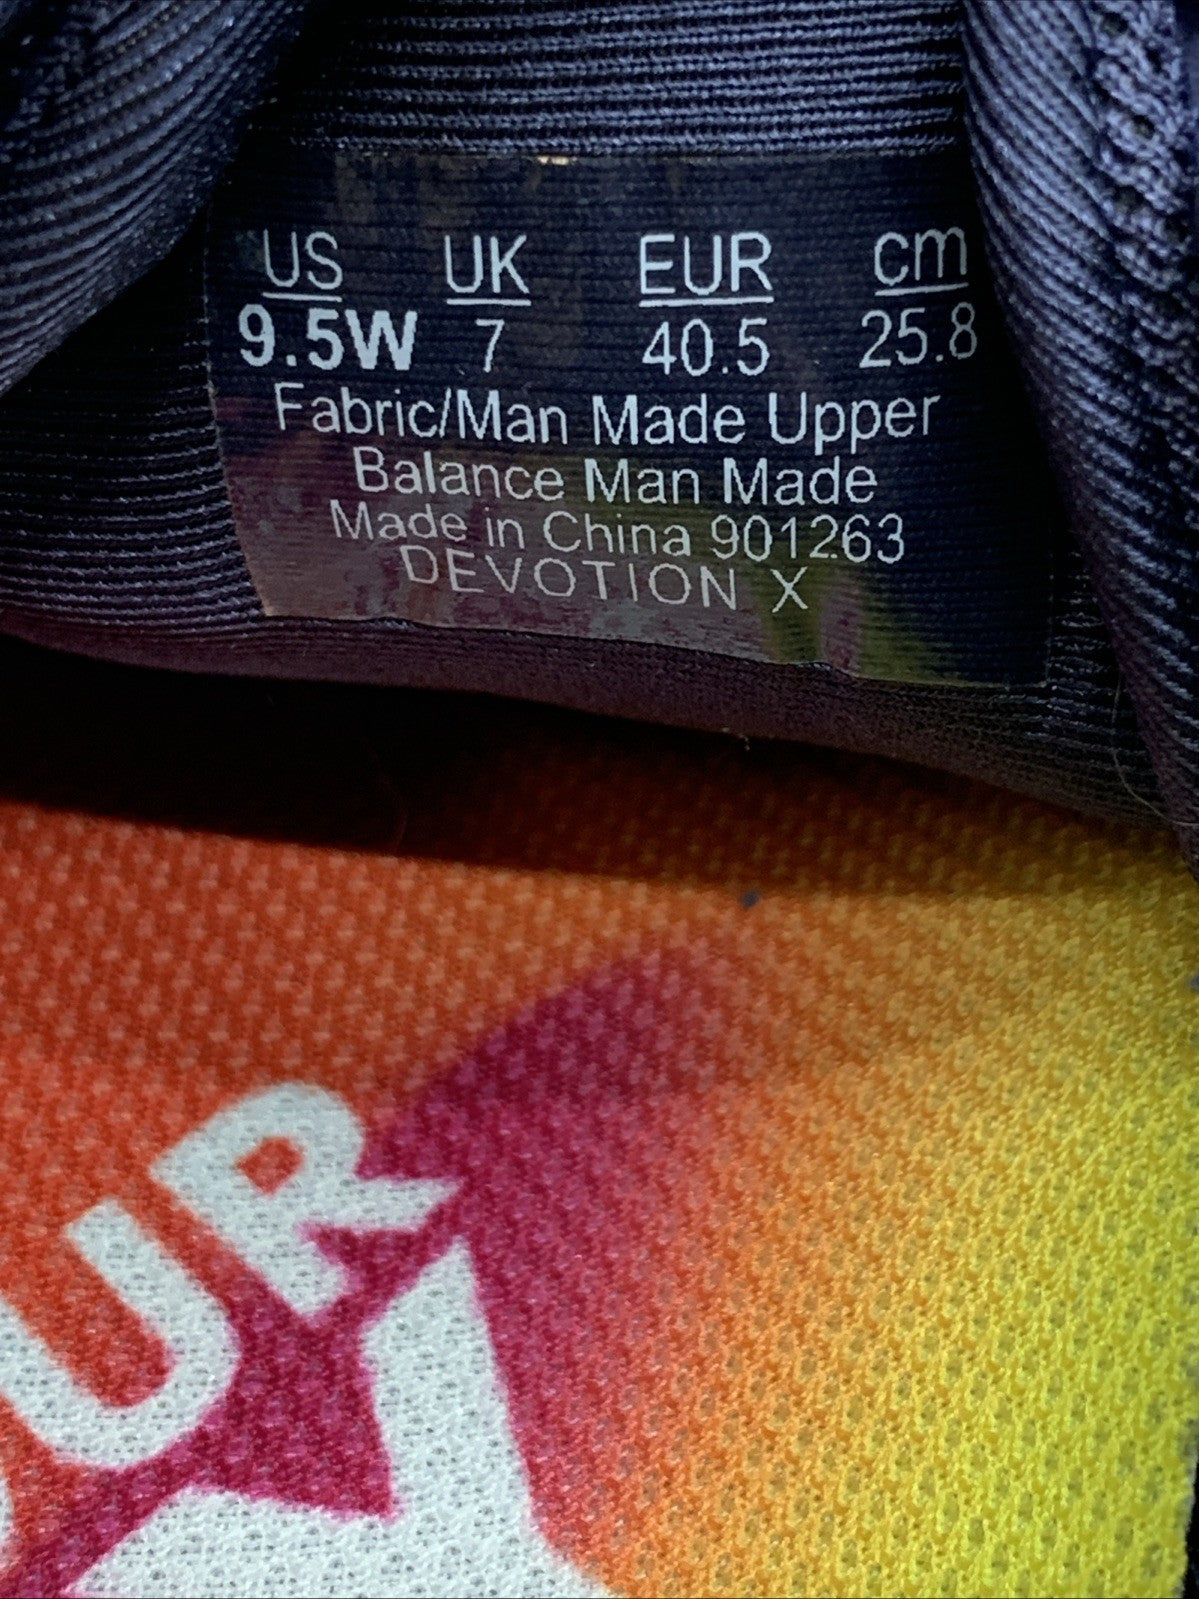 US UK EUR cm
9.5W 7 40.5 25.8
Fabric/Man Made Upper
Balance Man Made
Made in China 901263
DEVOTION X
UR